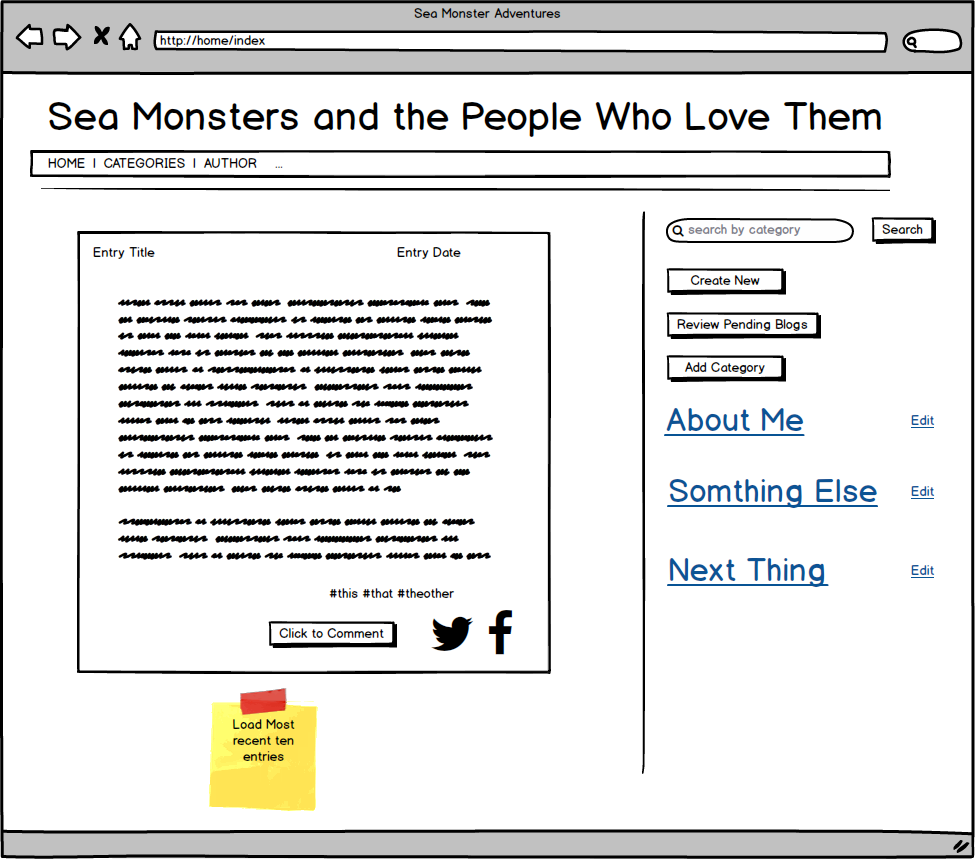 Sea Monster Adventures
http://home/index
Sea Monsters and the People Who Love Them
HOME | CATEGORIES | AUTHOR ...
search by category
Search
Entry Title
Entry Date
Create New
Review Pending Blogs
Add Category
About Me
Edit
Somthing Else
Edit
Next Thing
Edit
#this #that #theother
Click to Comment
Load Most
recent ten
entries